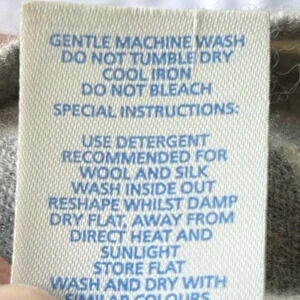 GENTLE MACHINE WASH
DO NOT TUMBLE DRY
COOL IRON
DO NOT BLEACH
SPECIAL INSTRUCTIONS:
USE DETERGENT
RECOMMENDED FOR
WOOL AND SILK
WASH INSIDE OUT
RESHAPE WHILST DAMP
DRY FLAT, AWAY FROM
DIRECT HEAT AND
SUNLIGHT
STORE FLAT
WASH AND DRY WITH
SIMILAR COLOURS